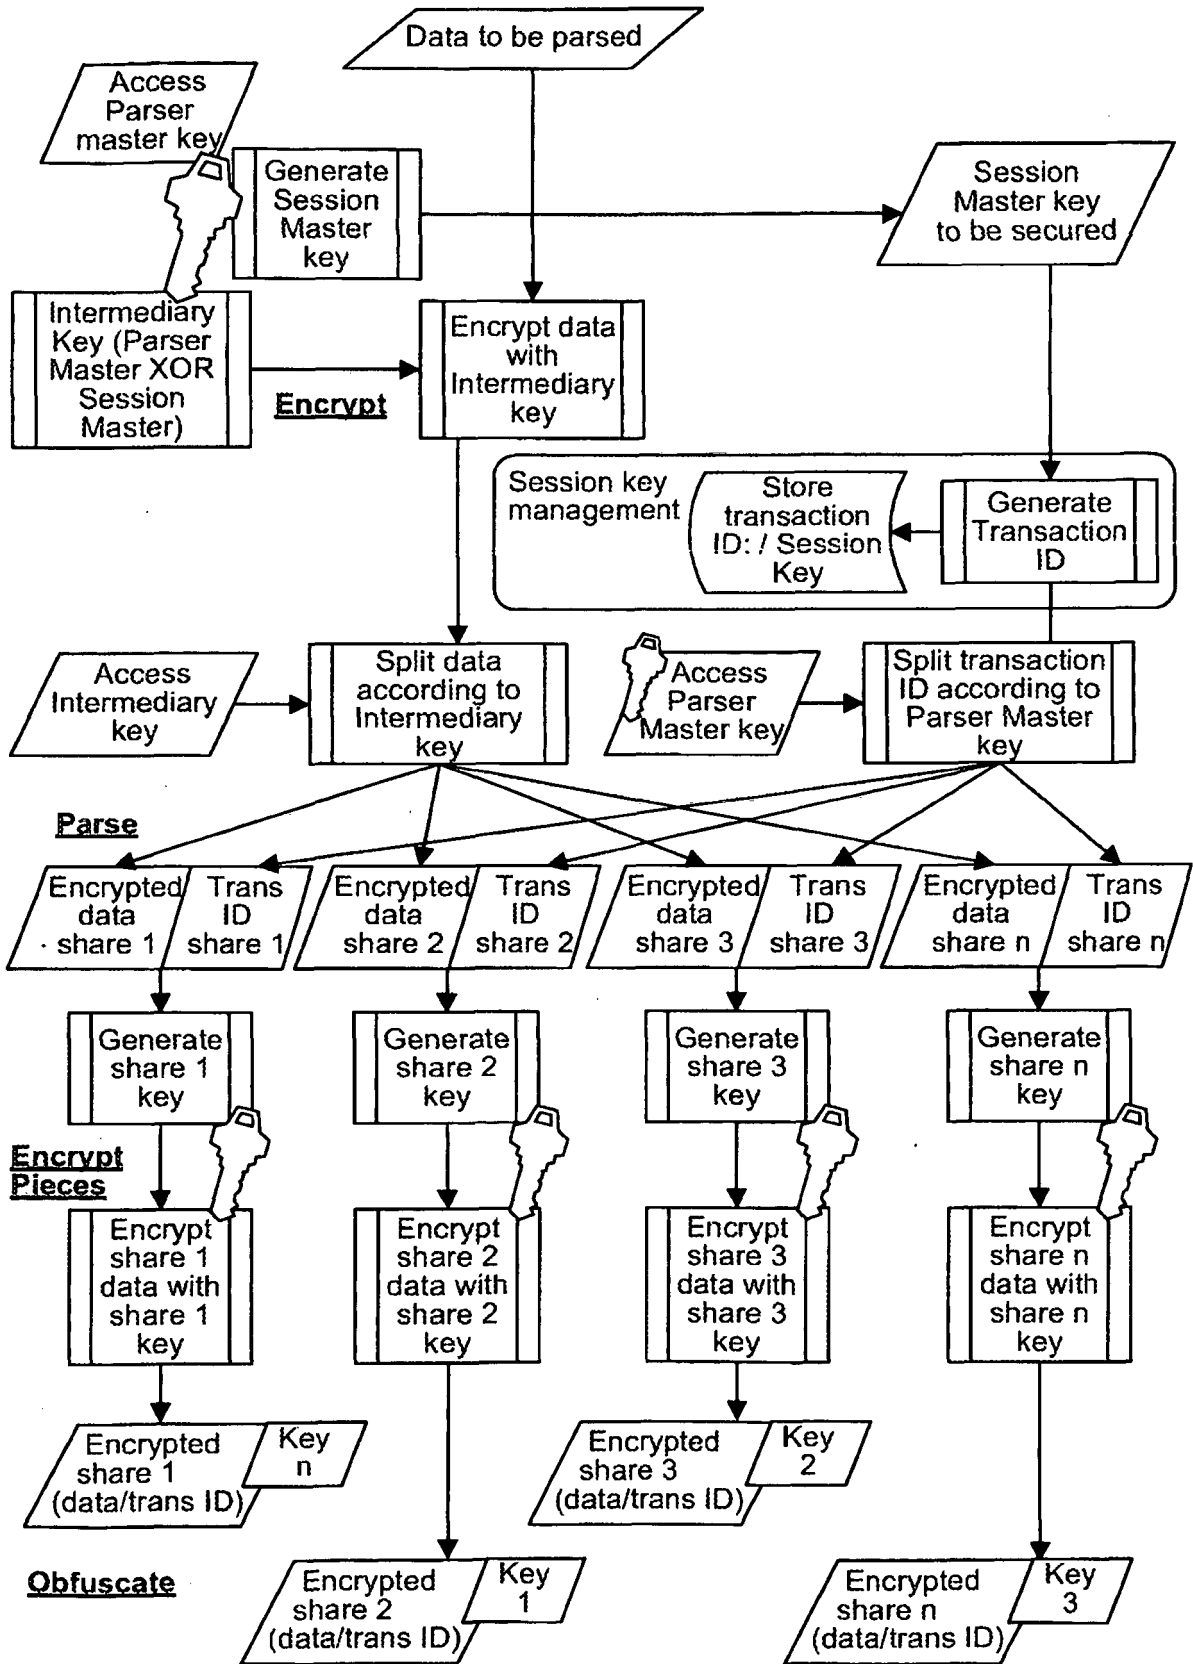 Data to be parsed
Access
Parser
master key
Generate
Session
Master
key
Session
Master key
to be secured
Intermediary
Key (Parser
Master XOR
Session
Master)
Encrypt
Encrypt data
with
Intermediary
key
Session key
management
Store
transaction
ID: / Session
Key
Generate
Transaction
ID
Access
Intermediary
key
Split data
according to
Intermediary
key
Access
Parser
Master key
Split transaction
ID according to
Parser Master
key
Parse
Encrypted
data
share 1
Trans
ID
share 1
Encrypted
data
share 2
Trans
ID
share 2
Encrypted
data
share 3
Trans
ID
share 3
Encrypted
data
share n
Trans
ID
share n
Generate
share 1
key
Generate
share 2
key
Generate
share 3
key
Generate
share n
key
Encrypt
Pieces
Encrypt
share 1
data with
share 1
key
Encrypt
share 2
data with
share 2
key
Encrypt
share 3
data with
share 3
key
Encrypt
share n
data with
share n
key
Encrypted
share 1
(data/trans ID)
Key
n
Encrypted
share 3
(data/trans ID)
Key
2
Obfuscate
Encrypted
share 2
(data/trans ID)
Key
1
Encrypted
share n
(data/trans ID)
Key
3